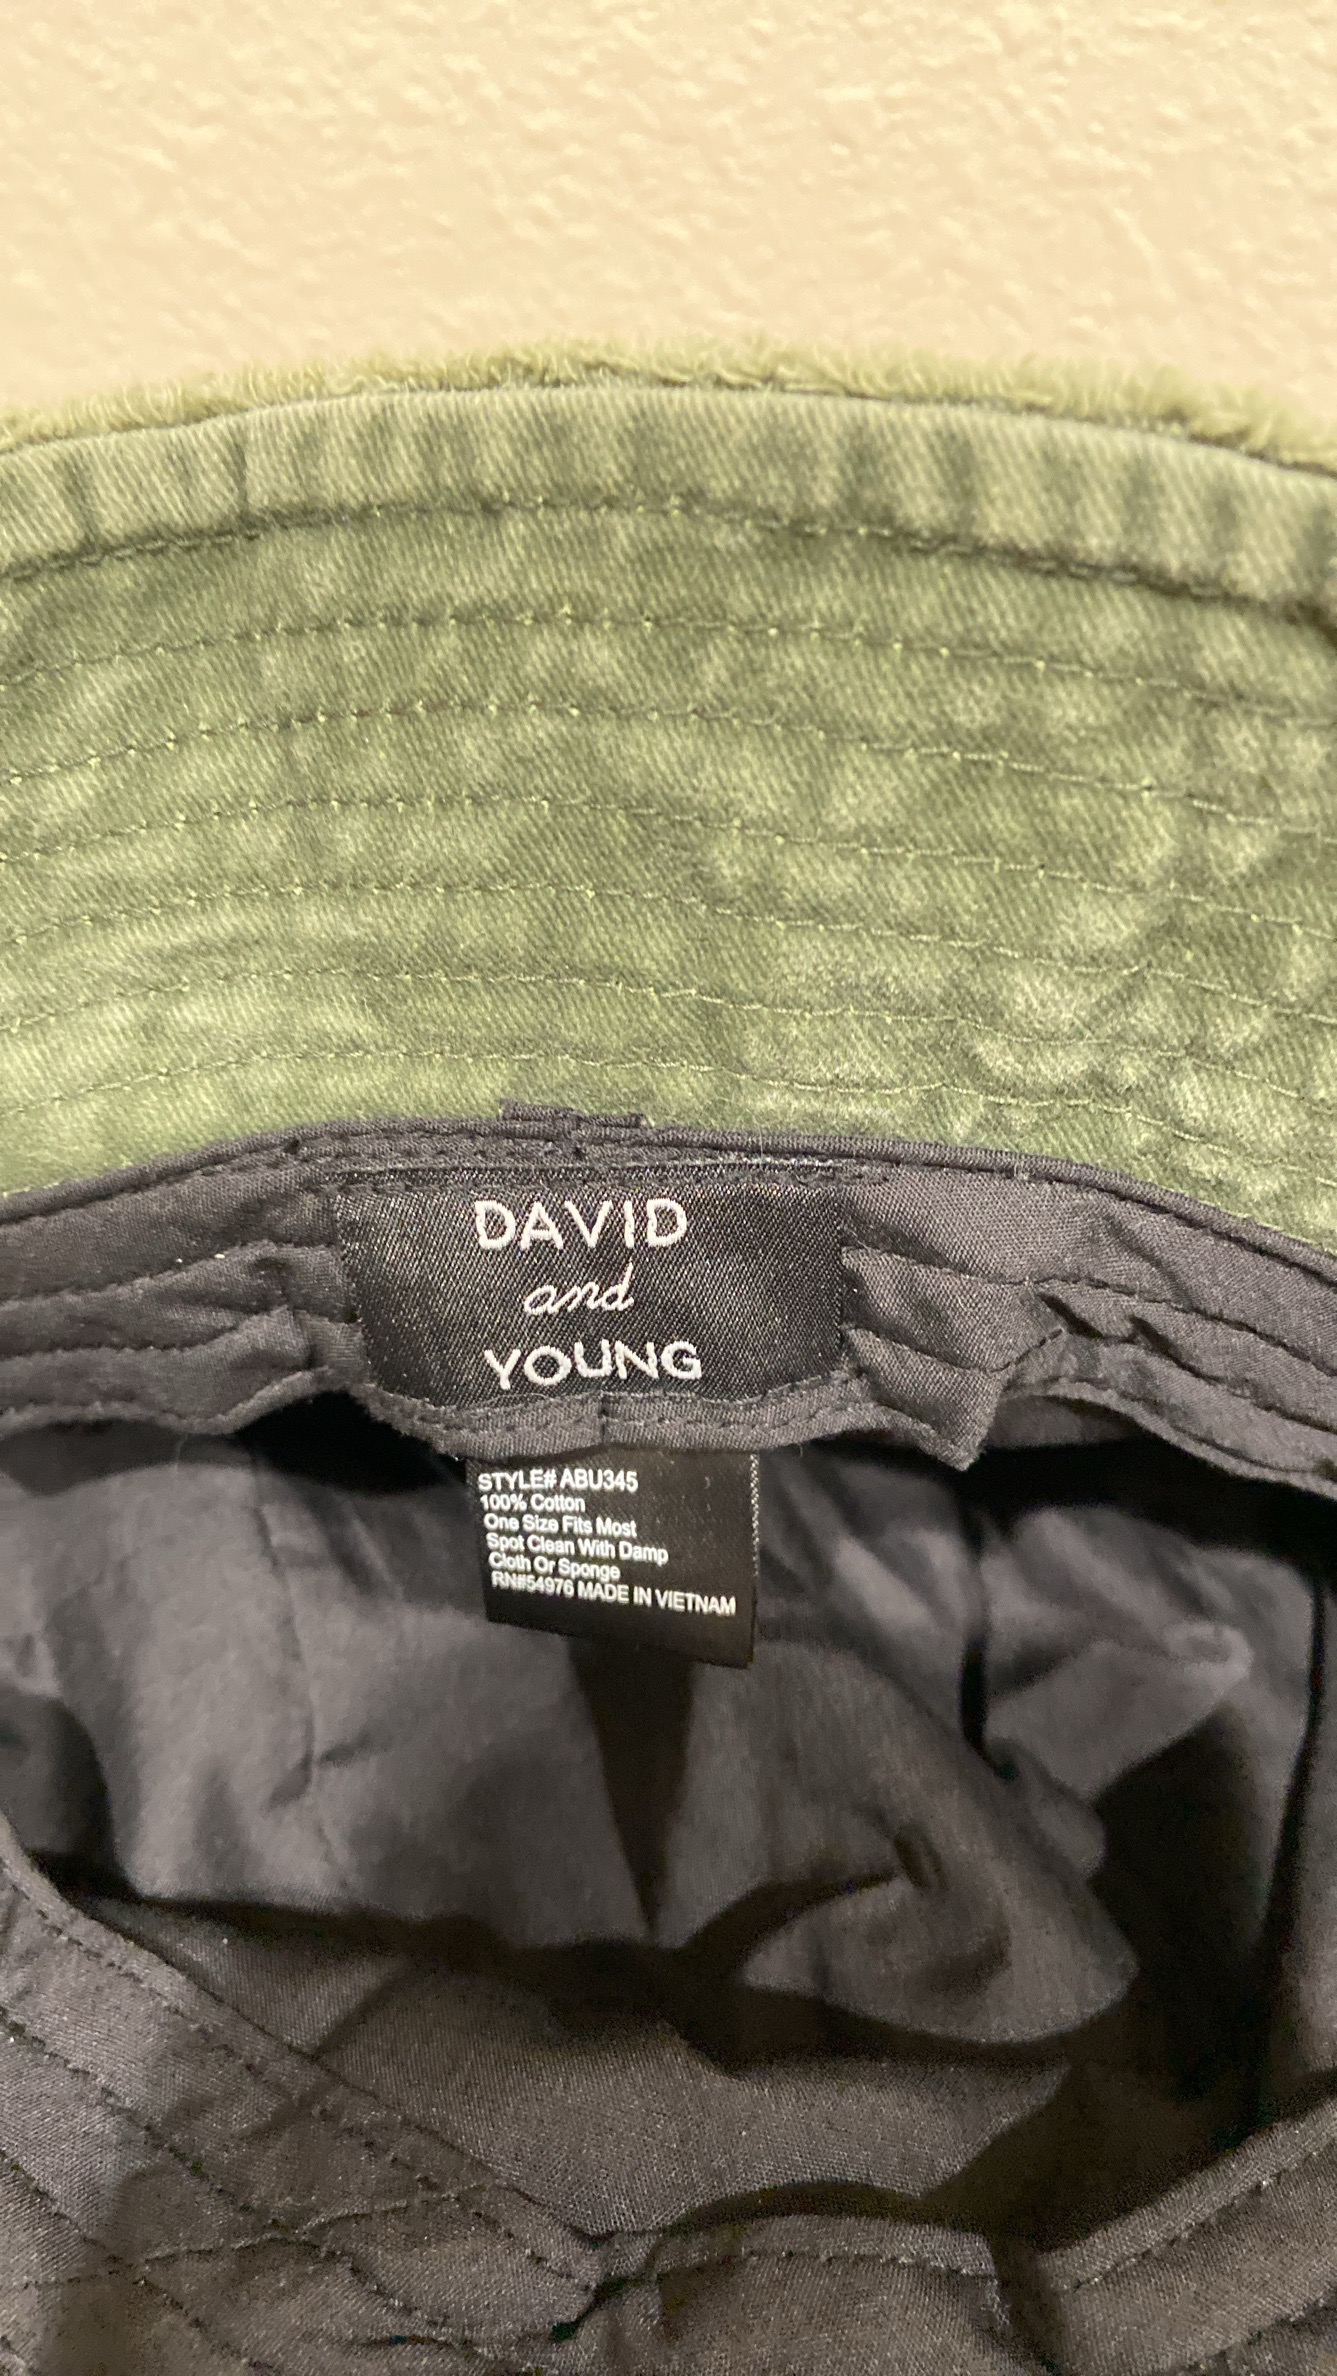 DAVID
and
YOUNG
STYLE# ABU345
100% Cotton
One Size Fits Most
Spot Clean With Damp
Cloth Or Sponge
RN#54976 MADE IN VIETNAM